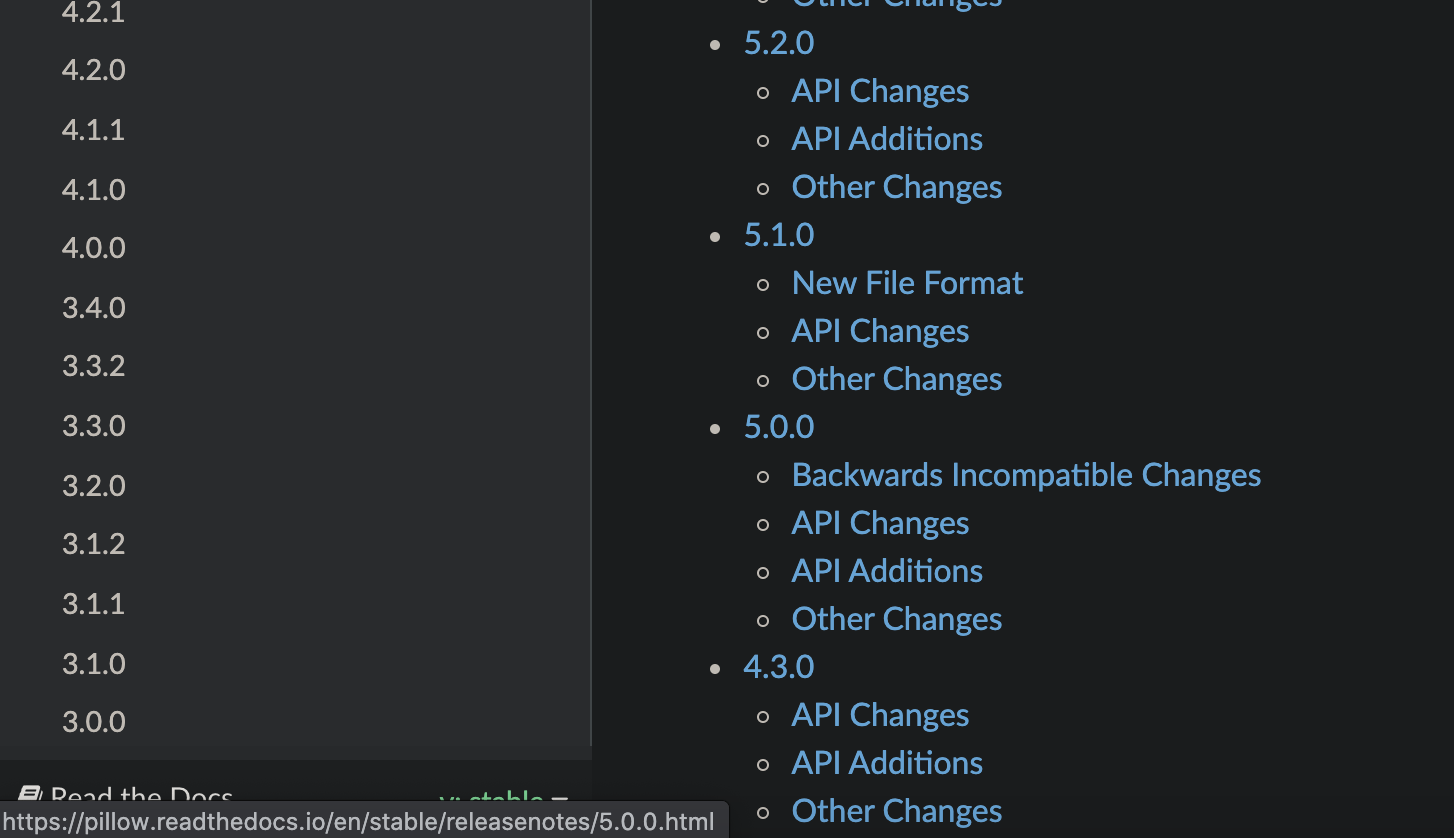 4.2.1
4.2.0
4.1.1
4.1.0
4.0.0
3.4.0
3.3.2
3.3.0
3.2.0
3.1.2
3.1.1
3.1.0
3.0.0
Read the Docs
v: stable
https://pillow.readthedocs.io/en/stable/releasenotes/5.0.0.html
Other Changes
5.2.0
API Changes
API Additions
Other Changes
5.1.0
New File Format
API Changes
Other Changes
5.0.0
Backwards Incompatible Changes
API Changes
API Additions
Other Changes
4.3.0
API Changes
API Additions
Other Changes